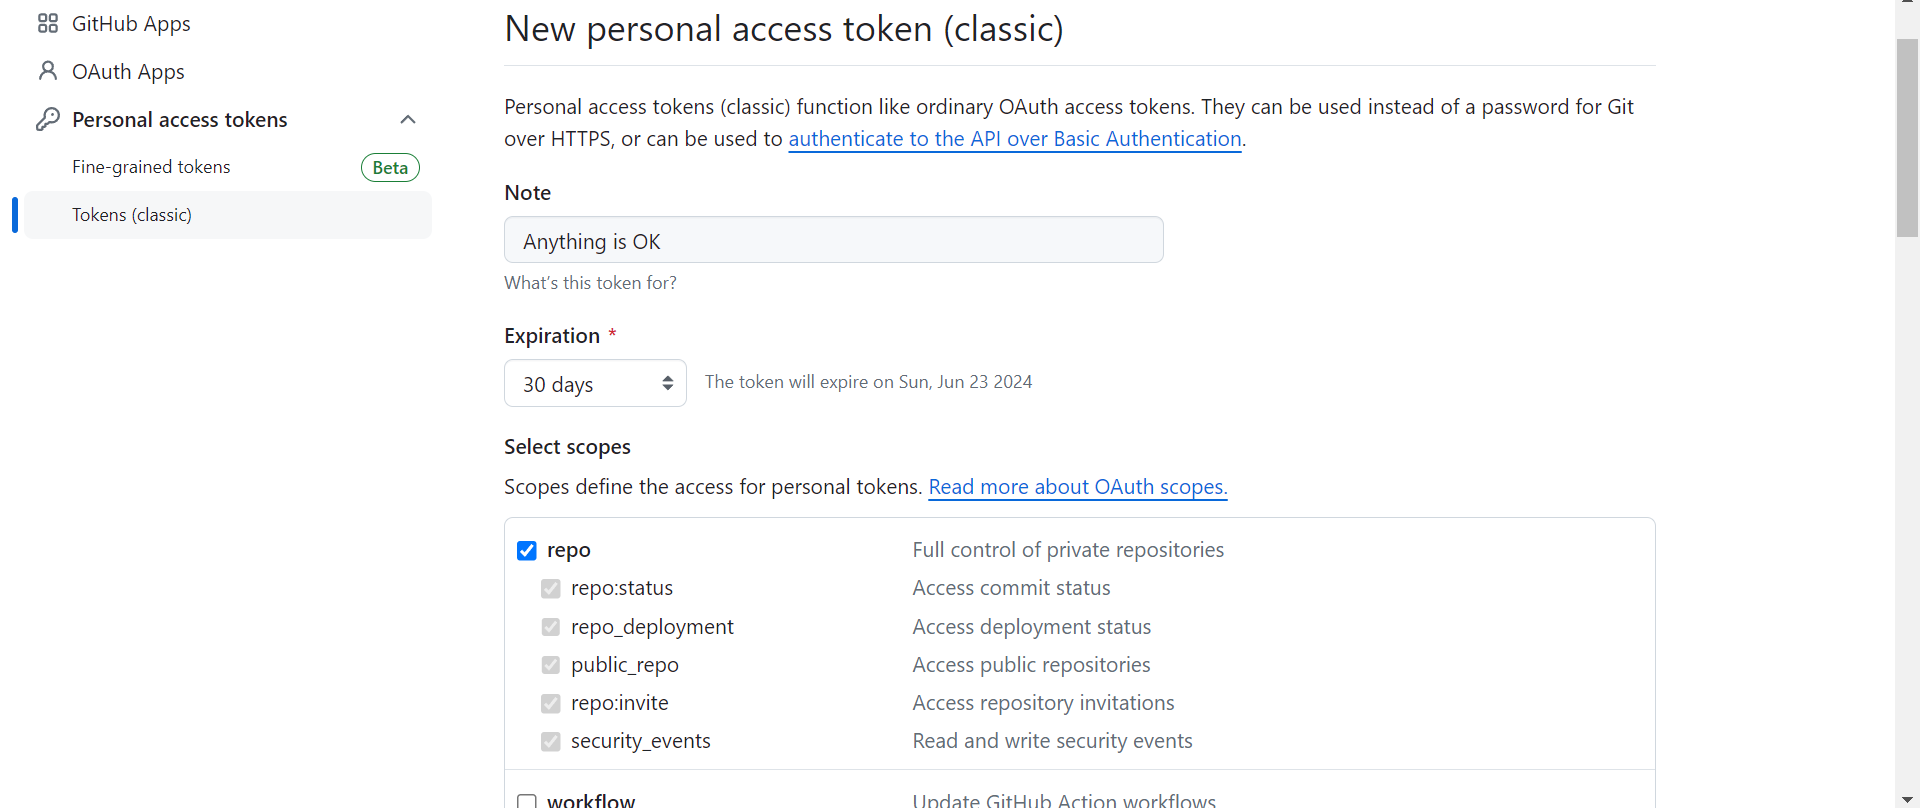 GitHub Apps
OAuth Apps
Personal access tokens
Fine-grained tokens
Beta
Tokens (classic)
New personal access token (classic)
Personal access tokens (classic) function like ordinary OAuth access tokens. They can be used instead of a password for Git
over HTTPS, or can be used to authenticate to the API over Basic Authentication.
Note
Anything is OK
What's this token for?
Expiration *
30 days
The token will expire on Sun, Jun 23 2024
Select scopes
Scopes define the access for personal tokens. Read more about OAuth scopes.
repo Full control of private repositories
repo:status Access commit status
repo_deployment Access deployment status
public_repo Access public repositories
repo:invite Access repository invitations
security_events Read and write security events
workflow Update GitHub Action workflows